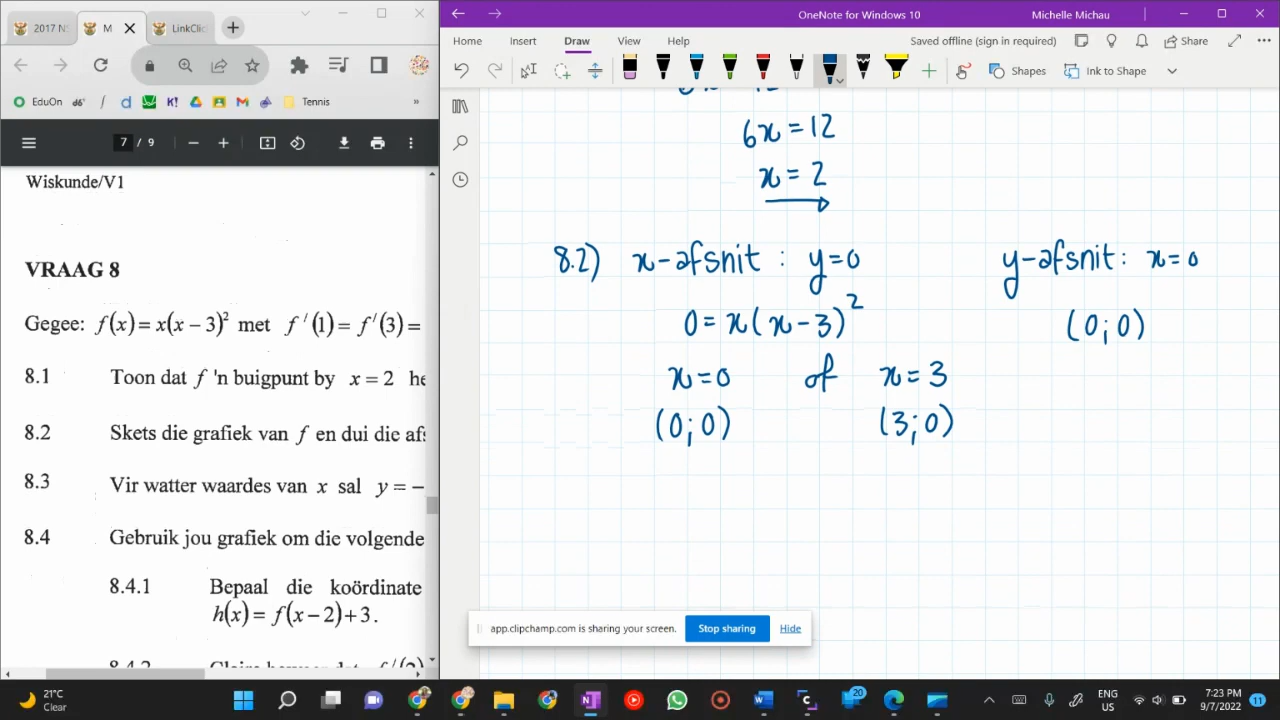 2017 NS
M
LinkClic
EduOn
Tennis
7 / 9
Wiskunde/V1
VRAAG 8
Gegee: f(x) = x(x − 3)² met f '(1) = f '(3) =
8.1 Toon dat f 'n buigpunt by x = 2 he
8.2 Skets die grafiek van f en dui die afs
8.3 Vir watter waardes van x sal y = −
8.4 Gebruik jou grafiek om die volgende
8.4.1 Bepaal die koördinate
h(x) = f(x − 2) + 3.
OneNote for Windows 10
Michelle Michau
Home Insert Draw View Help
Saved offline (sign in required)
Share
Shapes
Ink to Shape
6x = 12
x = 2
8.2) x-afsnit : y=0 y-afsnit: x=0
0 = x(x−3)² (0;0)
x=0 of x=3
(0;0) (3;0)
app.clipchamp.com is sharing your screen. Stop sharing Hide
21°C
Clear
20
ENG
US
7:23 PM
9/7/2022
11